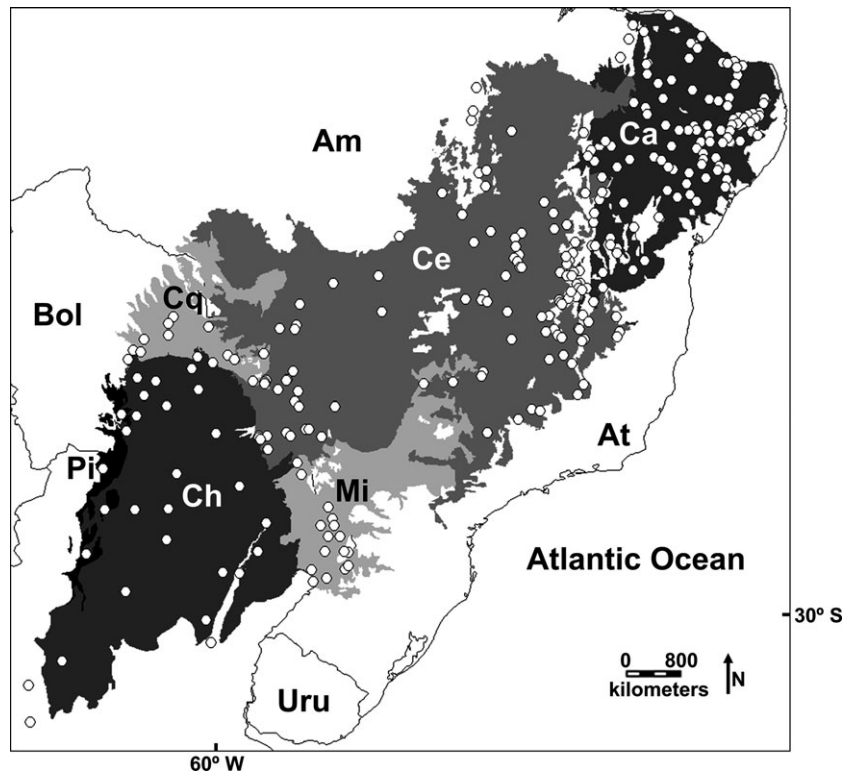 Am
Ca
Ce
Cq
Bol
At
Pi
Ch
Mi
Atlantic Ocean
30º S
0 800
kilometers
N
Uru
60º W